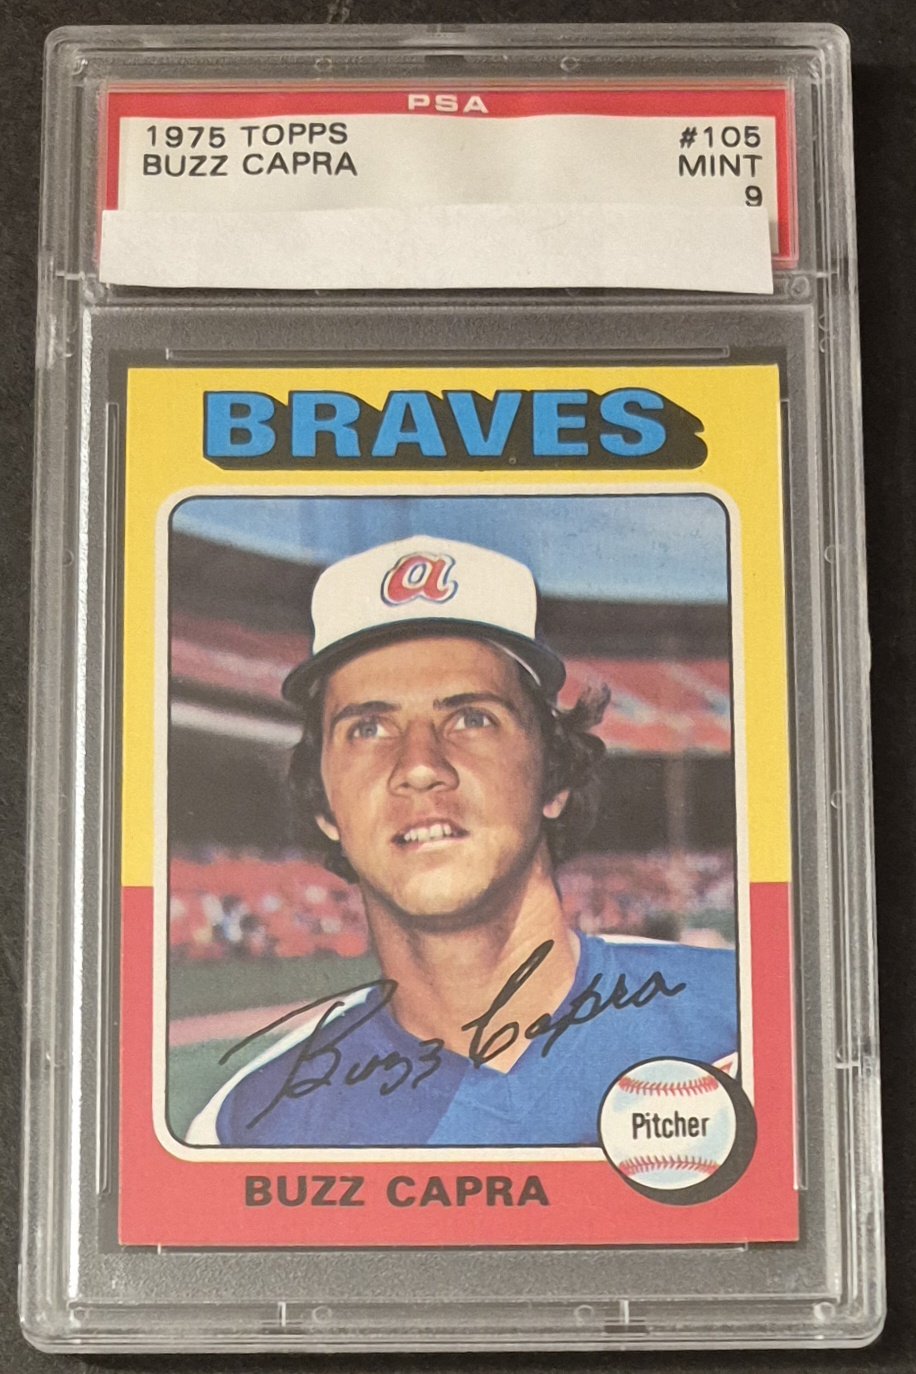 PSA
1975 TOPPS #105
BUZZ CAPRA MINT
9
BRAVES
a
Buzz Capra
Pitcher
BUZZ CAPRA